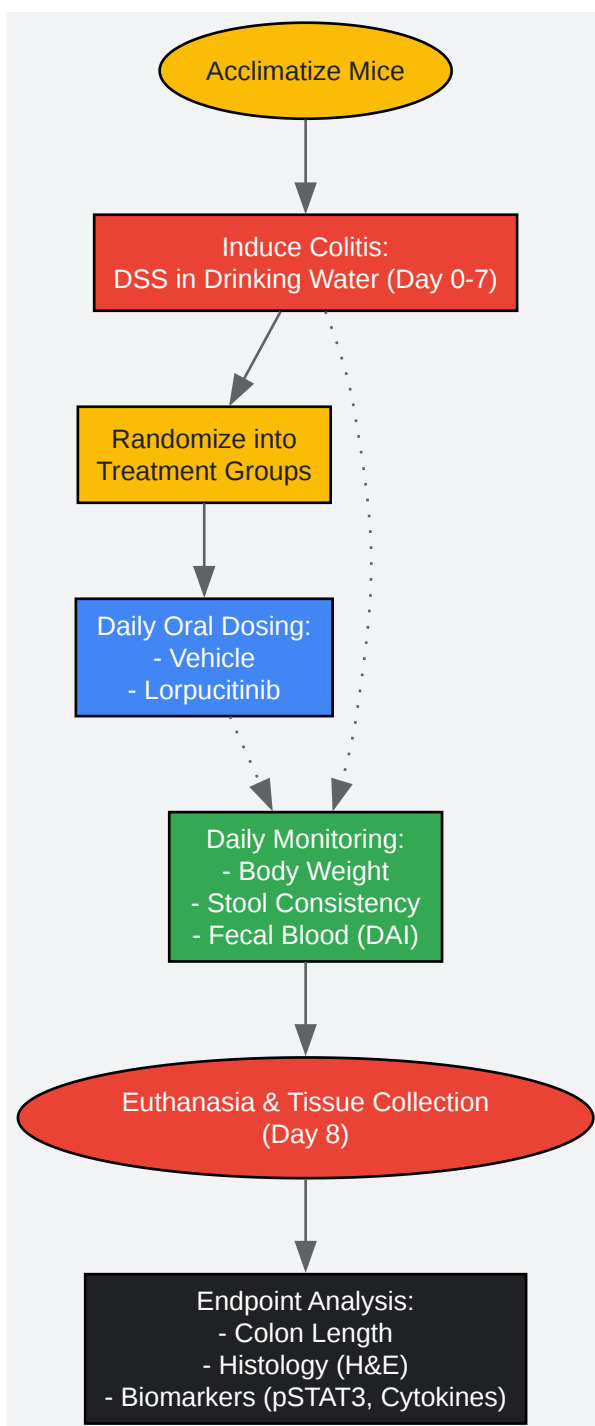 Acclimatize Mice
Induce Colitis:
DSS in Drinking Water (Day 0-7)
Randomize into
Treatment Groups
Daily Oral Dosing:
- Vehicle
- Lorpucitinib
Daily Monitoring:
- Body Weight
- Stool Consistency
- Fecal Blood (DAI)
Euthanasia & Tissue Collection
(Day 8)
Endpoint Analysis:
- Colon Length
- Histology (H&E)
- Biomarkers (pSTAT3, Cytokines)